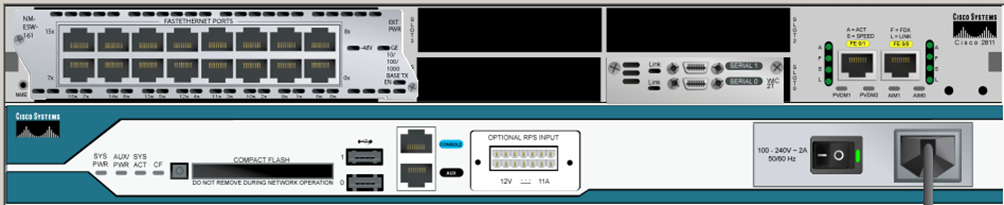 NM-
ESW-
161
15x
FASTETHERNET PORTS
8x
7x
0x
EXT
PWR
-48V
GE
10/
100/
1000
BASE TX
EN
SLOT3
SLOT2
SLOT0
Link
Link
SERIAL 1
SERIAL 0
WIC
2T
A = ACT
S = SPEED
F = FDX
L = LINK
FE 0/1
FE 0/0
A
F
S
L
A
F
S
L
PVDM1
PVDM2
AIM1
AIM0
CISCO SYSTEMS
Cisco 2811
CISCO SYSTEMS
SYS
PWR
AUX/
PWR
SYS
ACT
CF
COMPACT FLASH
DO NOT REMOVE DURING NETWORK OPERATION
1
0
CONSOLE
AUX
OPTIONAL RPS INPUT
12V
11A
100 - 240V ~ 2A
50/60 Hz